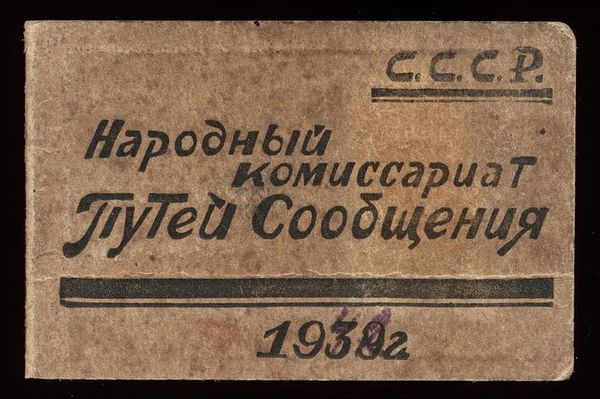 С.С.С.Р.
Народный
комиссариат
Путей Сообщения
1939г